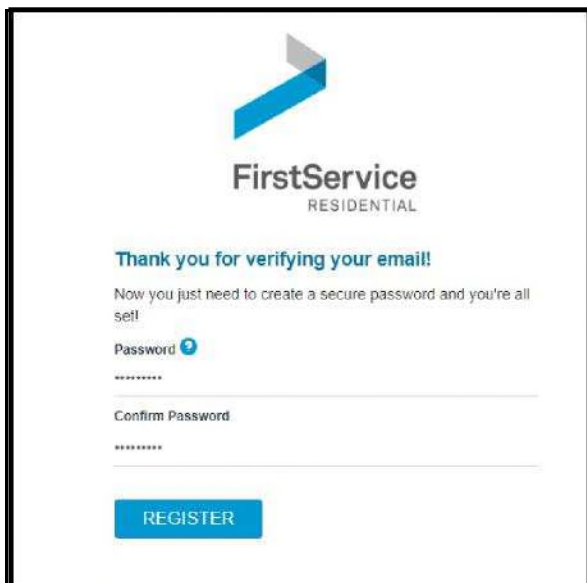 FirstService
RESIDENTIAL
Thank you for verifying your email!
Now you just need to create a secure password and you're all
set!
Password ?
•••••••••
Confirm Password
•••••••••
REGISTER